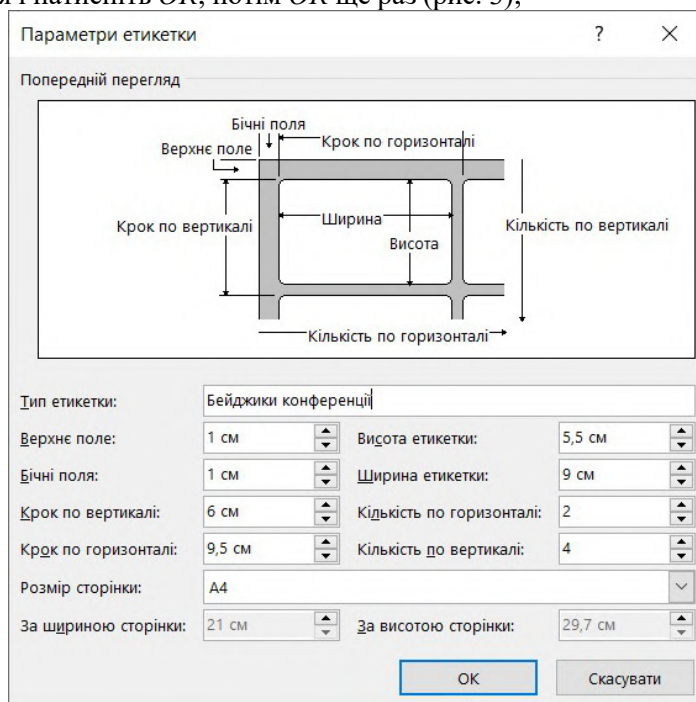 і натисніть OK, потім OK ще раз (рис. 3);
Параметри етикетки ? ×
Попередній перегляд
Бічні поля
Верхнє поле
Крок по горизонталі
Крок по вертикалі
Ширина
Висота
Кількість по вертикалі
Кількість по горизонталі
Тип етикетки: Бейджики конференції
Верхнє поле: 1 см Висота етикетки: 5,5 см
Бічні поля: 1 см Ширина етикетки: 9 см
Крок по вертикалі: 6 см Кількість по горизонталі: 2
Крок по горизонталі: 9,5 см Кількість по вертикалі: 4
Розмір сторінки: A4
За шириною сторінки: 21 см За висотою сторінки: 29,7 см
ОК Скасувати